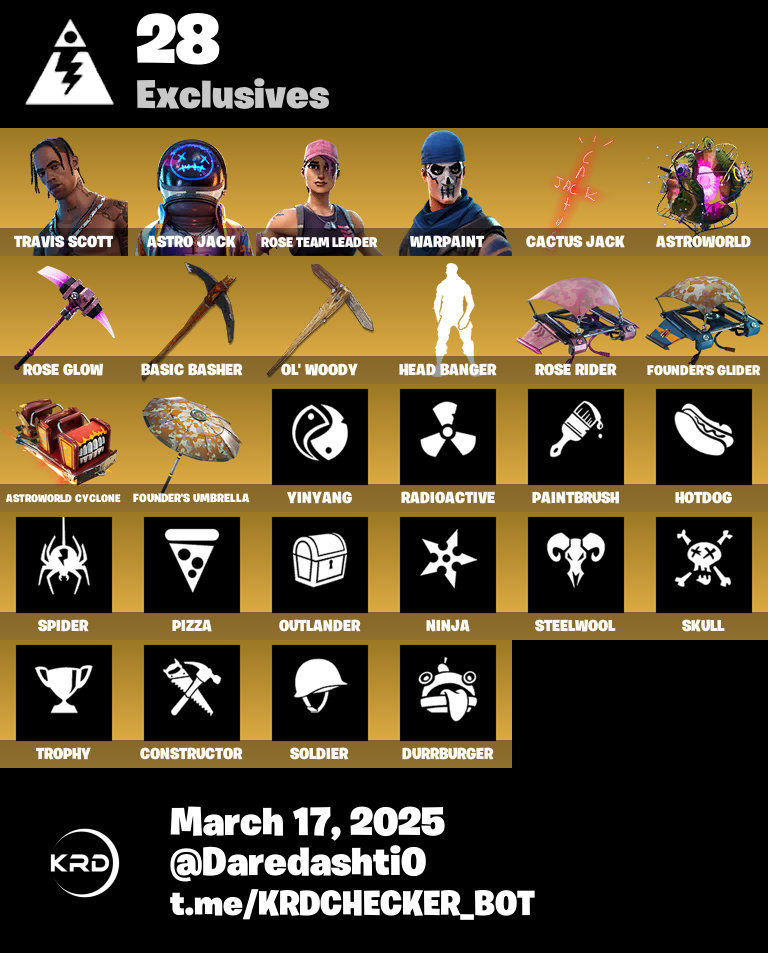 28
Exclusives
TRAVIS SCOTT
ASTRO JACK
ROSE TEAM LEADER
WARPAINT
CACTUS JACK
ASTROWORLD
ROSE GLOW
BASIC BASHER
OL' WOODY
HEAD BANGER
ROSE RIDER
FOUNDER'S GLIDER
ASTROWORLD CYCLONE
FOUNDER'S UMBRELLA
YINYANG
RADIOACTIVE
PAINTBRUSH
HOTDOG
SPIDER
PIZZA
OUTLANDER
NINJA
STEELWOOL
SKULL
TROPHY
CONSTRUCTOR
SOLDIER
DURRBURGER
KRD
March 17, 2025
@Daredashti0
t.me/KRDCHECKER_BOT